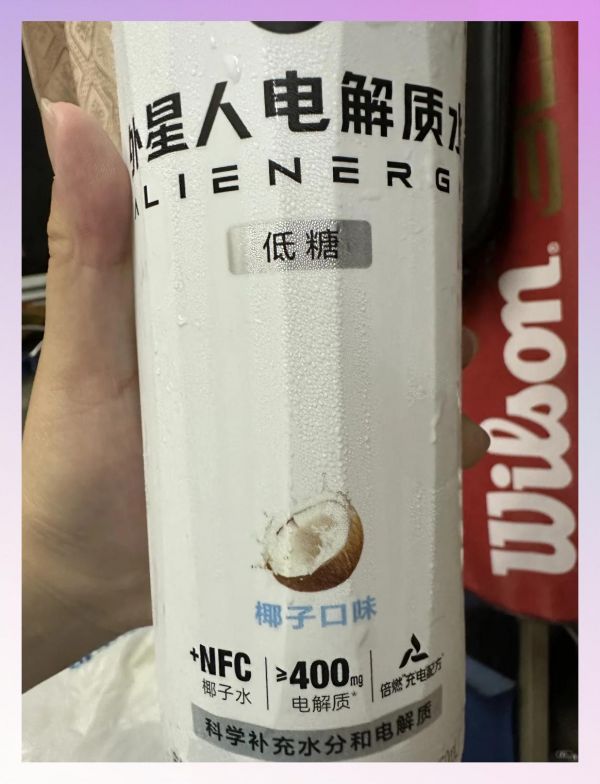 外星人电解质水
ALIENERG
低糖
椰子口味
+NFC
椰子水
≥400mg
电解质*
倍燃"充电配方"
科学补充水分和电解质
Wilson